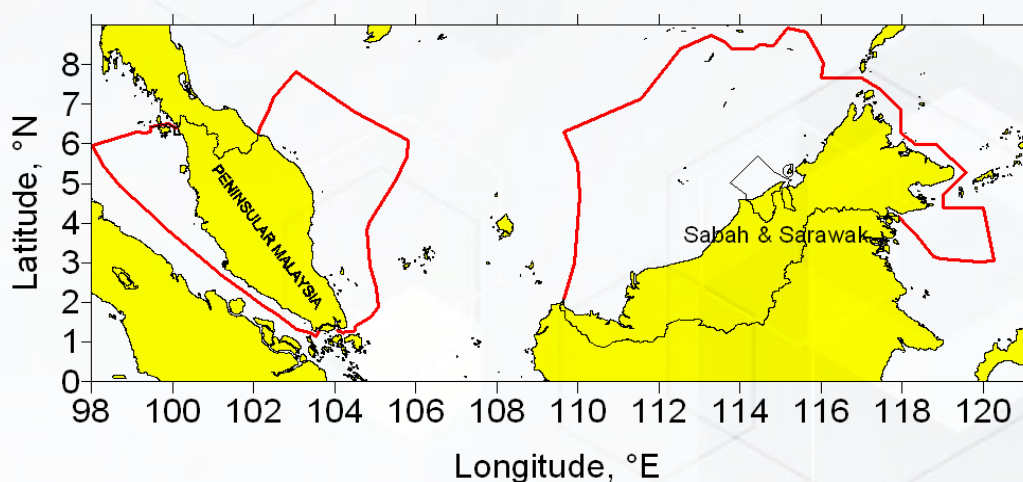 8
7
6
5
4
3
2
1
0
Latitude, °N
PENINSULAR MALAYSIA
Sabah & Sarawak
98 100 102 104 106 108 110 112 114 116 118 120
Longitude, °E